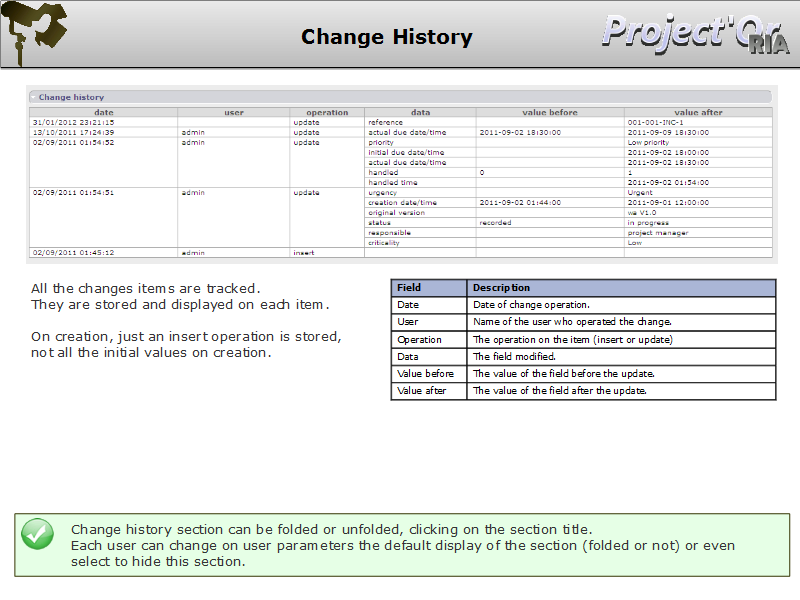 Change History
Project'Or
RIA
Change history
date user operation data value before value after
31/01/2012 23:21:15 update reference 001-001-INC-1
13/10/2011 17:24:39 admin update actual due date/time 2011-09-02 18:30:00 2011-09-09 18:30:00
02/09/2011 01:54:52 admin update priority Low priority
initial due date/time 2011-09-02 18:00:00
actual due date/time 2011-09-02 18:30:00
handled 0 1
handled time 2011-09-02 01:54:00
02/09/2011 01:54:51 admin update urgency Urgent
creation date/time 2011-09-02 01:44:00 2011-09-01 12:00:00
original version wa V1.0
status recorded in progress
responsible project manager
criticality Low
02/09/2011 01:45:12 admin insert
All the changes items are tracked.
They are stored and displayed on each item.
On creation, just an insert operation is stored,
not all the initial values on creation.
Field Description
Date Date of change operation.
User Name of the user who operated the change.
Operation The operation on the item (insert or update)
Data The field modified.
Value before The value of the field before the update.
Value after The value of the field after the update.
Change history section can be folded or unfolded, clicking on the section title.
Each user can change on user parameters the default display of the section (folded or not) or even
select to hide this section.